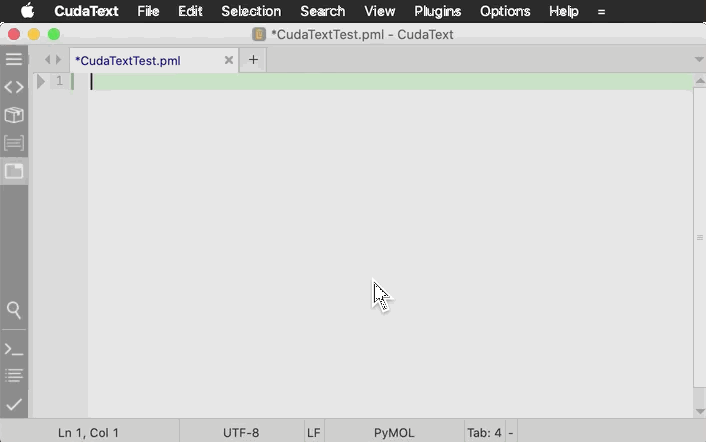 CudaText File Edit Selection Search View Plugins Options Help =
*CudaTextTest.pml - CudaText
*CudaTextTest.pml × +
1
Ln 1, Col 1 UTF-8 LF PyMOL Tab: 4 -